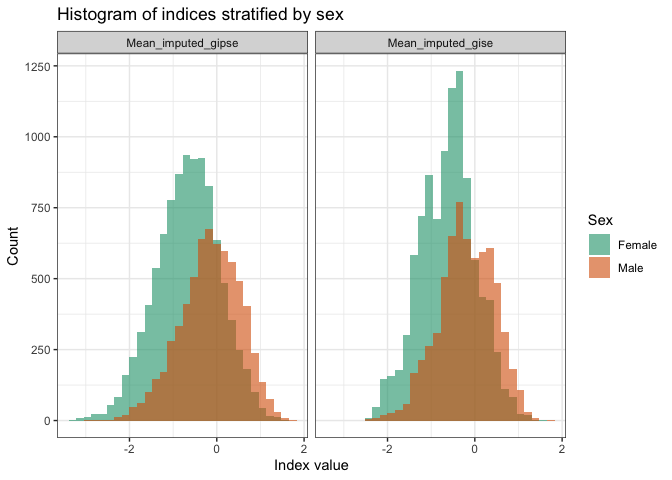 Histogram of indices stratified by sex
Mean_imputed_gipse
Mean_imputed_gise
1250
1000
750
500
250
0
Count
-2
0
2
-2
0
2
Index value
Sex
Female
Male